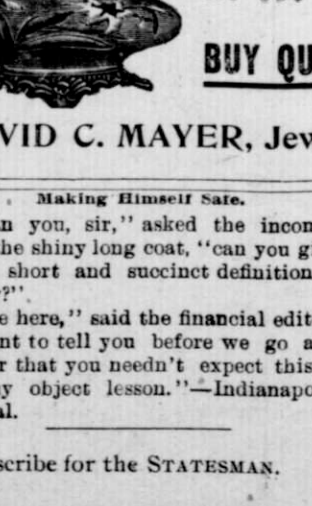 BUY QU
VID C. MAYER, Jev
Making Himself Safe.
n you, sir," asked the incon
he shiny long coat, "can you g
short and succinct definition
?"
e here," said the financial edit
nt to tell you before we go a
r that you needn't expect this
y object lesson."—Indianapo
al.
scribe for the STATESMAN.